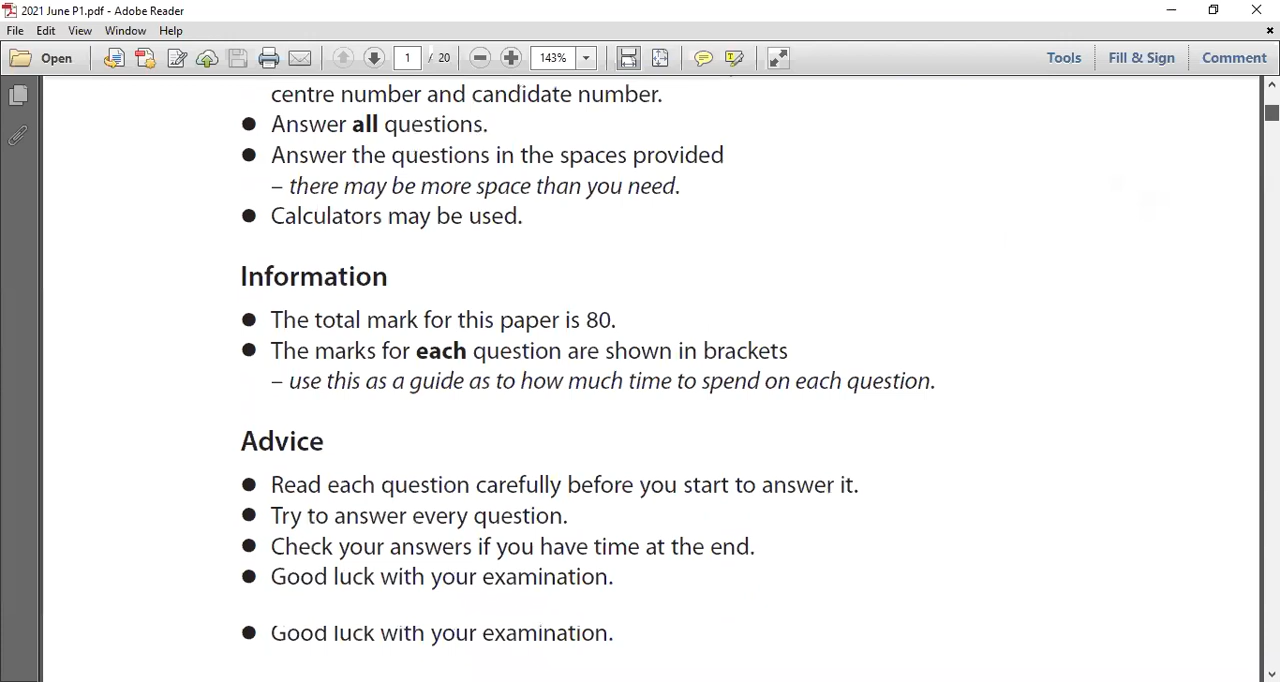 2021 June P1.pdf - Adobe Reader
File Edit View Window Help
Open 1 / 20 143% Tools Fill & Sign Comment
centre number and candidate number.
● Answer all questions.
● Answer the questions in the spaces provided
– there may be more space than you need.
● Calculators may be used.
Information
● The total mark for this paper is 80.
● The marks for each question are shown in brackets
– use this as a guide as to how much time to spend on each question.
Advice
● Read each question carefully before you start to answer it.
● Try to answer every question.
● Check your answers if you have time at the end.
● Good luck with your examination.
● Good luck with your examination.